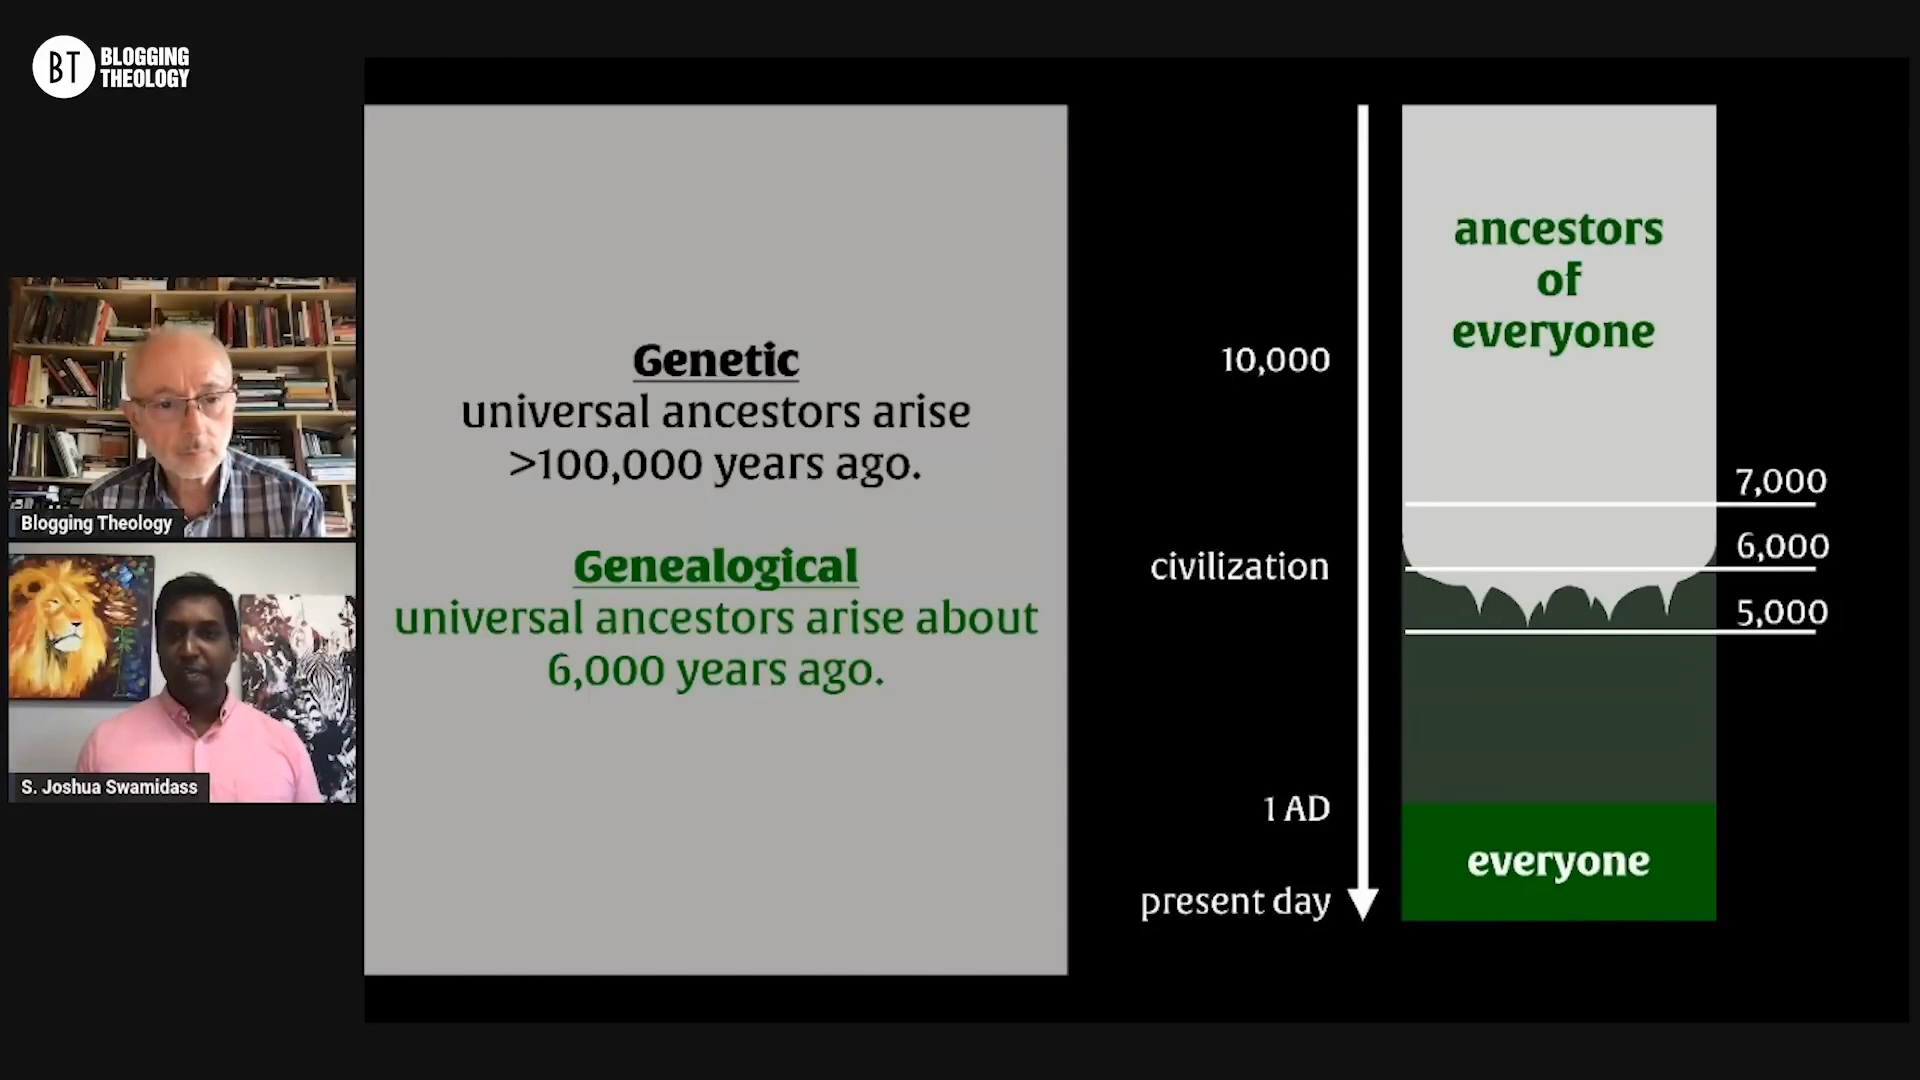 BT
BLOGGING
THEOLOGY
Blogging Theology
S. Joshua Swamidass
Genetic
universal ancestors arise
>100,000 years ago.
Genealogical
universal ancestors arise about
6,000 years ago.
10,000
civilization
1 AD
present day
ancestors
of
everyone
7,000
6,000
5,000
everyone